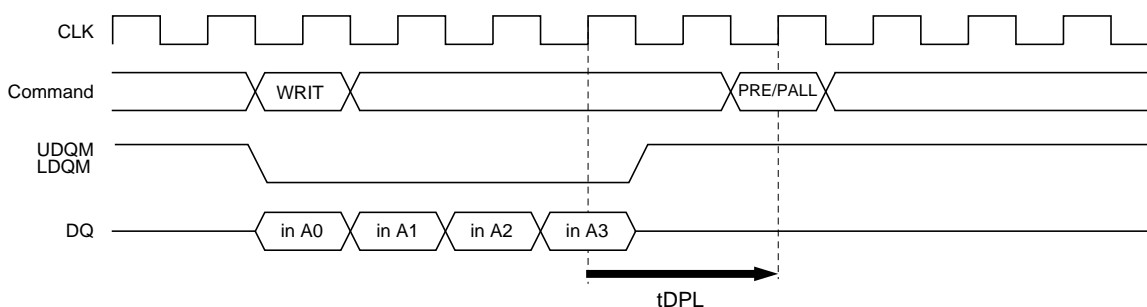 CLK
Command
WRIT
PRE/PALL
UDQM
LDQM
DQ
in A0
in A1
in A2
in A3
tDPL